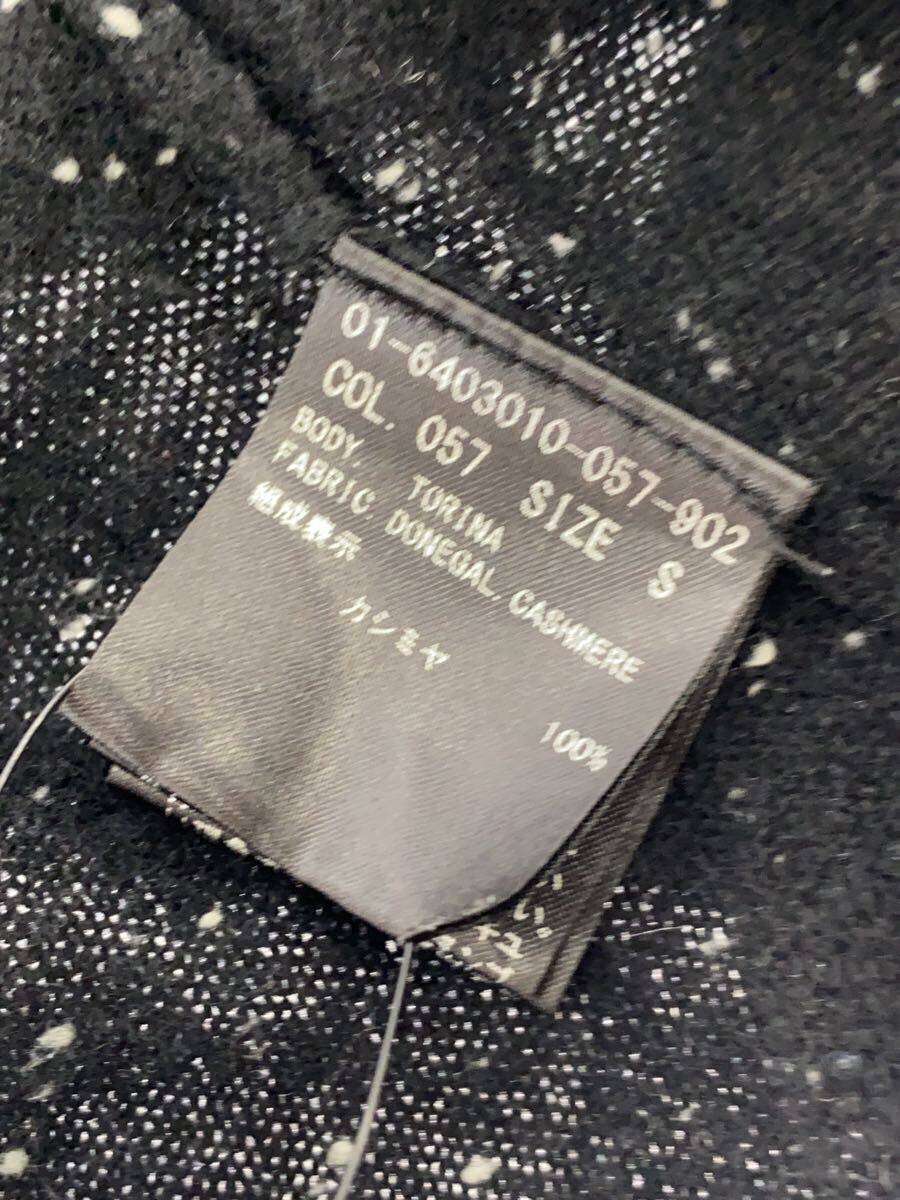 01-6403010-057-902
COL. 057 SIZE S
BODY. TORINA
FABRIC. DONEGAL, CASHMERE
組成表示
カシミヤ
100%